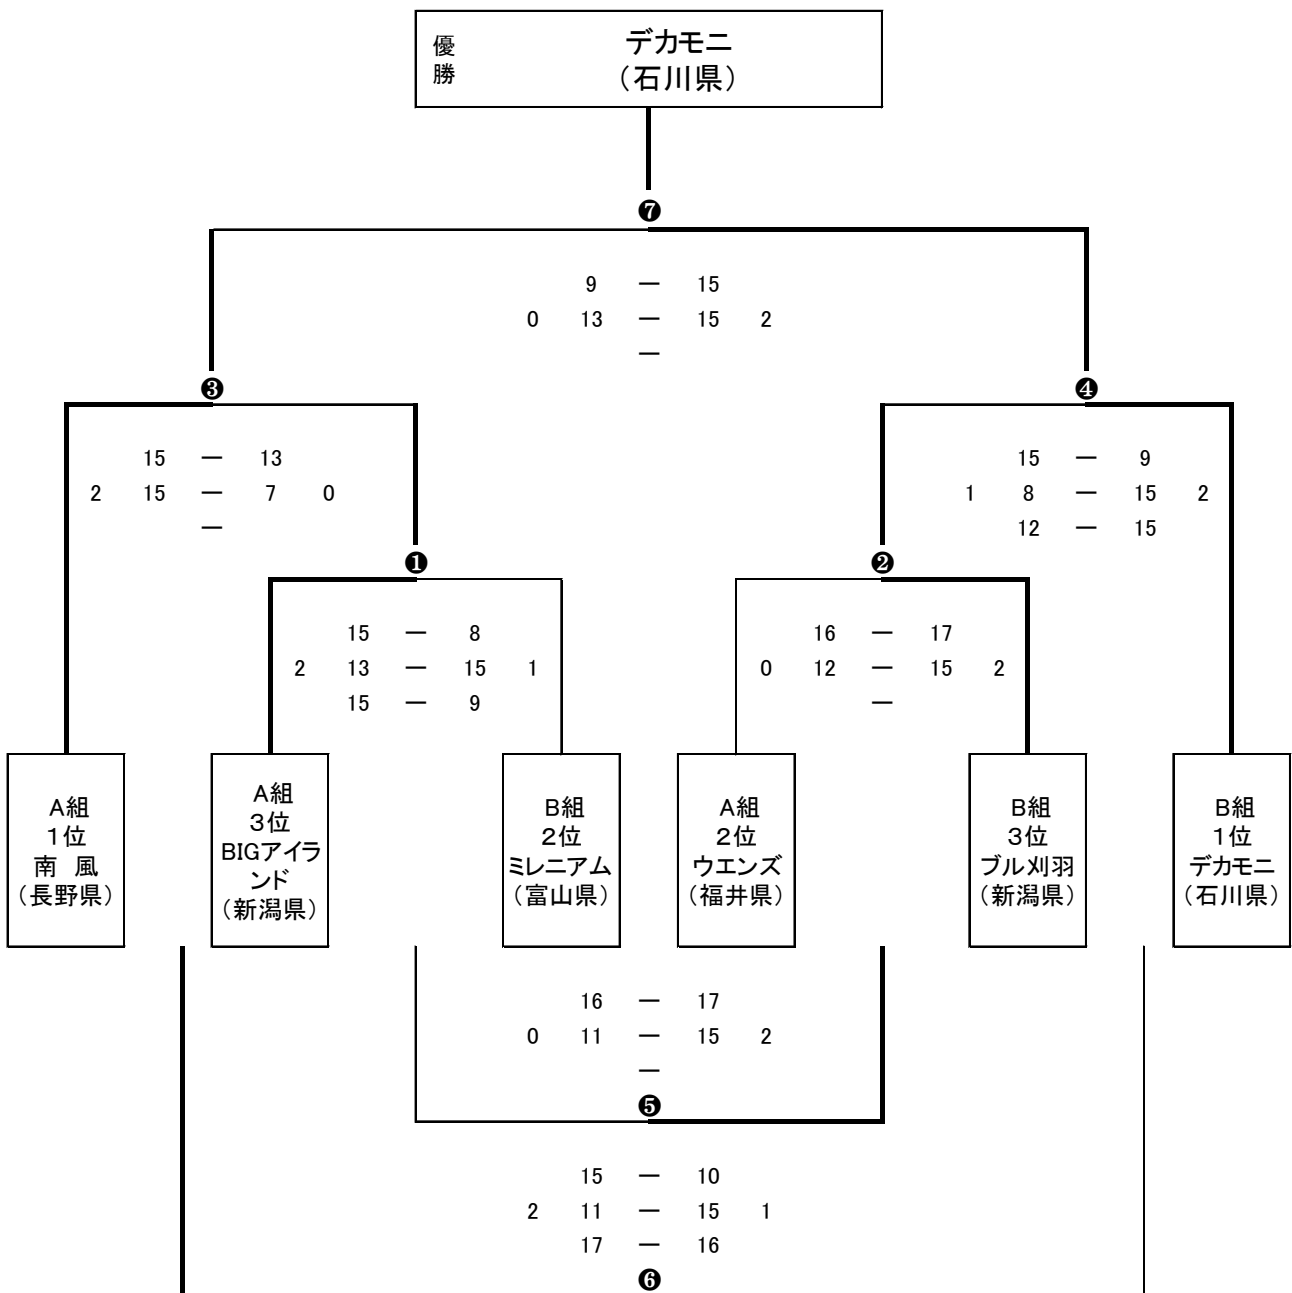 優勝
デカモニ
（石川県）
❼
9 ー 15
0 13 ー 15 2
ー
❸
❹
15 ー 13
2 15 ー 7 0
ー
15 ー 9
1 8 ー 15 2
12 ー 15
❶
❷
15 ー 8
2 13 ー 15 1
15 ー 9
16 ー 17
0 12 ー 15 2
ー
A組
1位
南 風
（長野県）
A組
3位
BIGアイラ
ンド
（新潟県）
B組
2位
ミレニアム
（富山県）
A組
2位
ウエンズ
（福井県）
B組
3位
ブル刈羽
（新潟県）
B組
1位
デカモニ
（石川県）
16 ー 17
0 11 ー 15 2
ー
❺
15 ー 10
2 11 ー 15 1
17 ー 16
❻